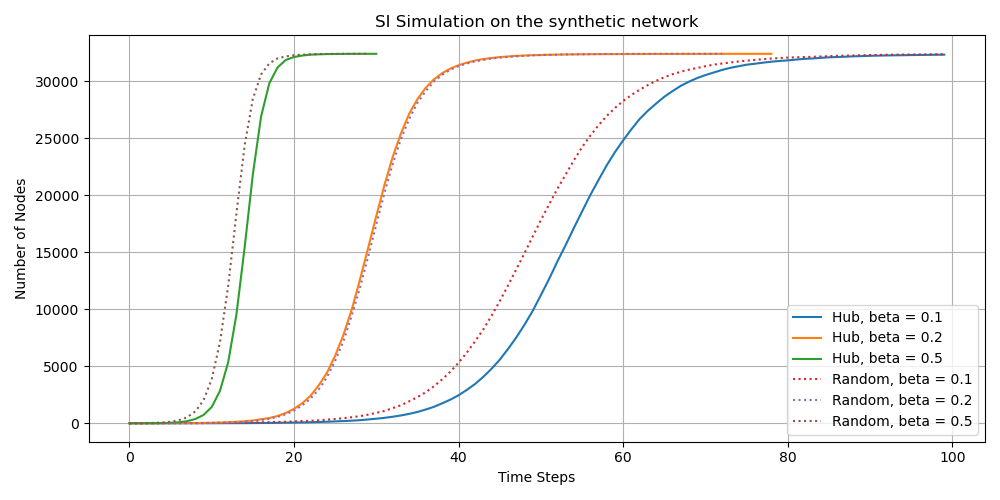 SI Simulation on the synthetic network
Number of Nodes
30000
25000
20000
15000
10000
5000
0
0 20 40 60 80 100
Time Steps
Hub, beta = 0.1
Hub, beta = 0.2
Hub, beta = 0.5
Random, beta = 0.1
Random, beta = 0.2
Random, beta = 0.5